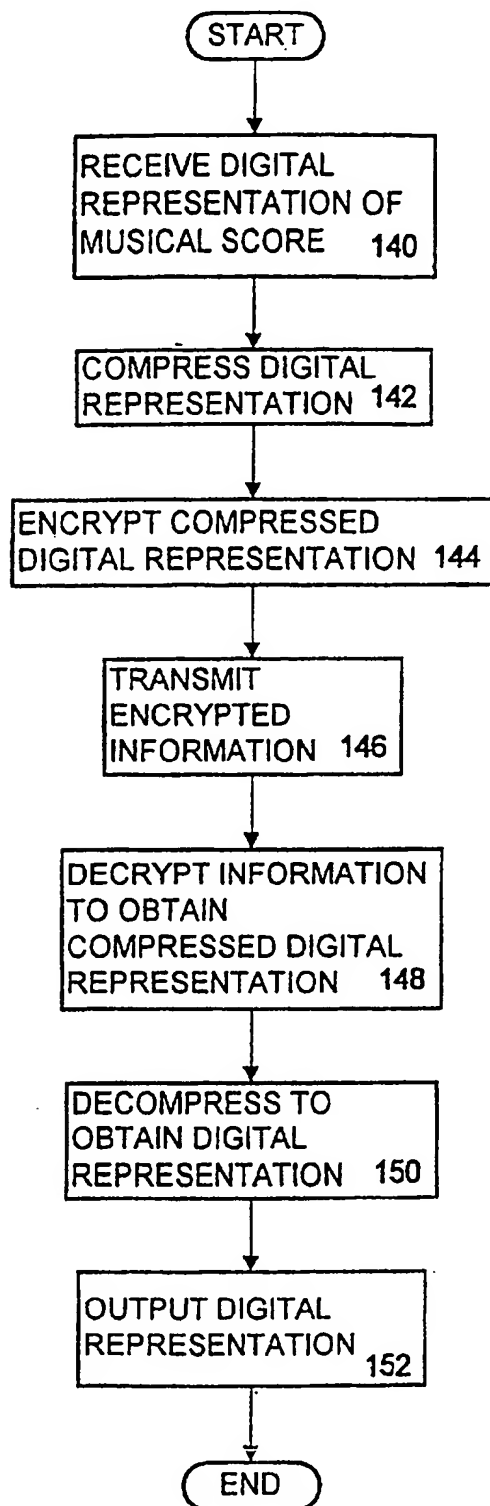 START
RECEIVE DIGITAL
REPRESENTATION OF
MUSICAL SCORE 140
COMPRESS DIGITAL
REPRESENTATION 142
ENCRYPT COMPRESSED
DIGITAL REPRESENTATION 144
TRANSMIT
ENCRYPTED
INFORMATION 146
DECRYPT INFORMATION
TO OBTAIN
COMPRESSED DIGITAL
REPRESENTATION 148
DECOMPRESS TO
OBTAIN DIGITAL
REPRESENTATION 150
OUTPUT DIGITAL
REPRESENTATION
152
END